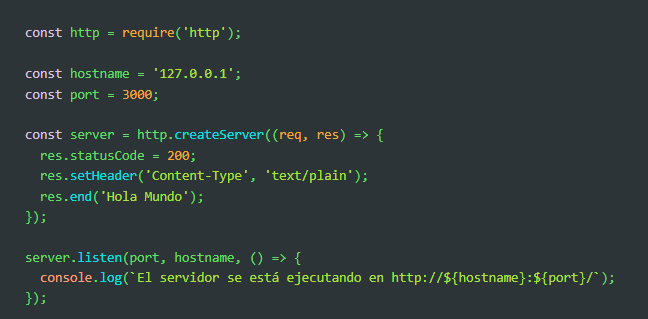 const http = require('http');
const hostname = '127.0.0.1';
const port = 3000;
const server = http.createServer((req, res) => {
res.statusCode = 200;
res.setHeader('Content-Type', 'text/plain');
res.end('Hola Mundo');
});
server.listen(port, hostname, () => {
console.log(`El servidor se está ejecutando en http://${hostname}:${port}/`);
});